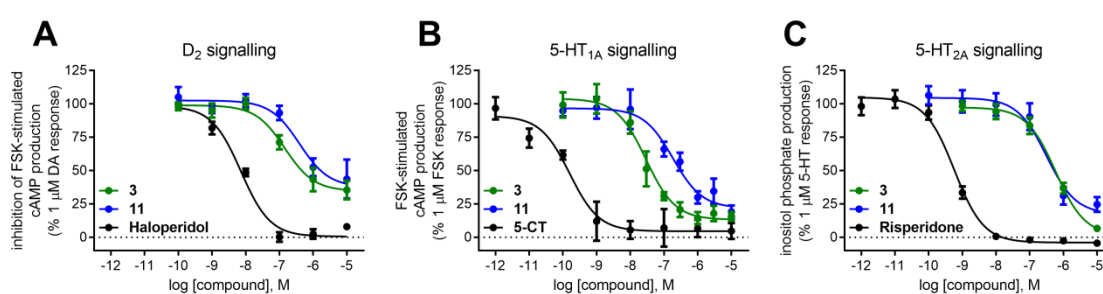 A
D2 signalling
inhibition of FSK-stimulated
cAMP production
(% 1 µM DA response)
125
100
75
50
25
0
3
11
Haloperidol
-12 -11 -10 -9 -8 -7 -6 -5
log [compound], M
B
5-HT1A signalling
FSK-stimulated
cAMP production
(% 1 µM FSK response)
125
100
75
50
25
0
3
11
5-CT
-12 -11 -10 -9 -8 -7 -6 -5
log [compound], M
C
5-HT2A signalling
inositol phosphate production
(% 1 µM 5-HT response)
125
100
75
50
25
0
3
11
Risperidone
-12 -11 -10 -9 -8 -7 -6 -5
log [compound], M